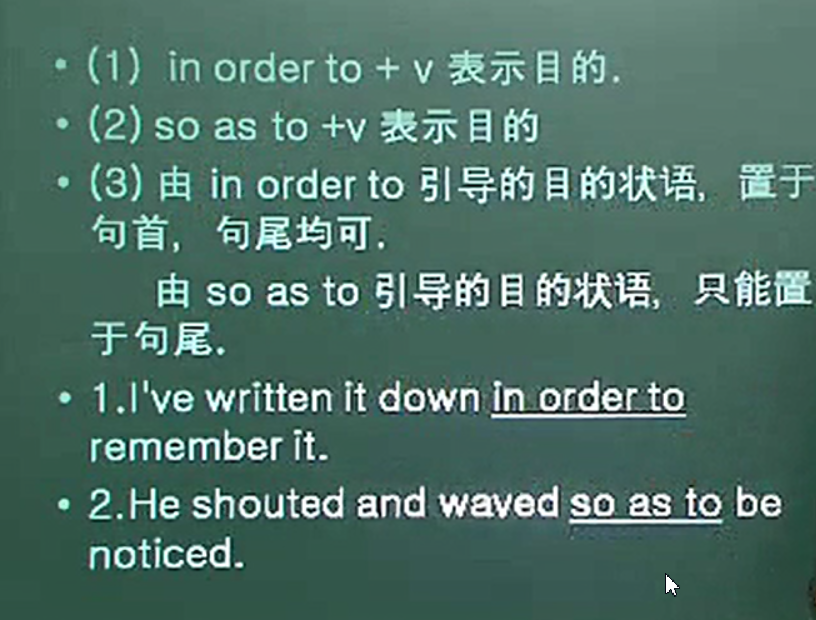 • (1) in order to + v 表示目的.
• (2) so as to +v 表示目的
• (3) 由 in order to 引导的目的状语, 置于
句首, 句尾均可.
由 so as to 引导的目的状语, 只能置
于句尾.
• 1.I've written it down in order to
remember it.
• 2.He shouted and waved so as to be
noticed.